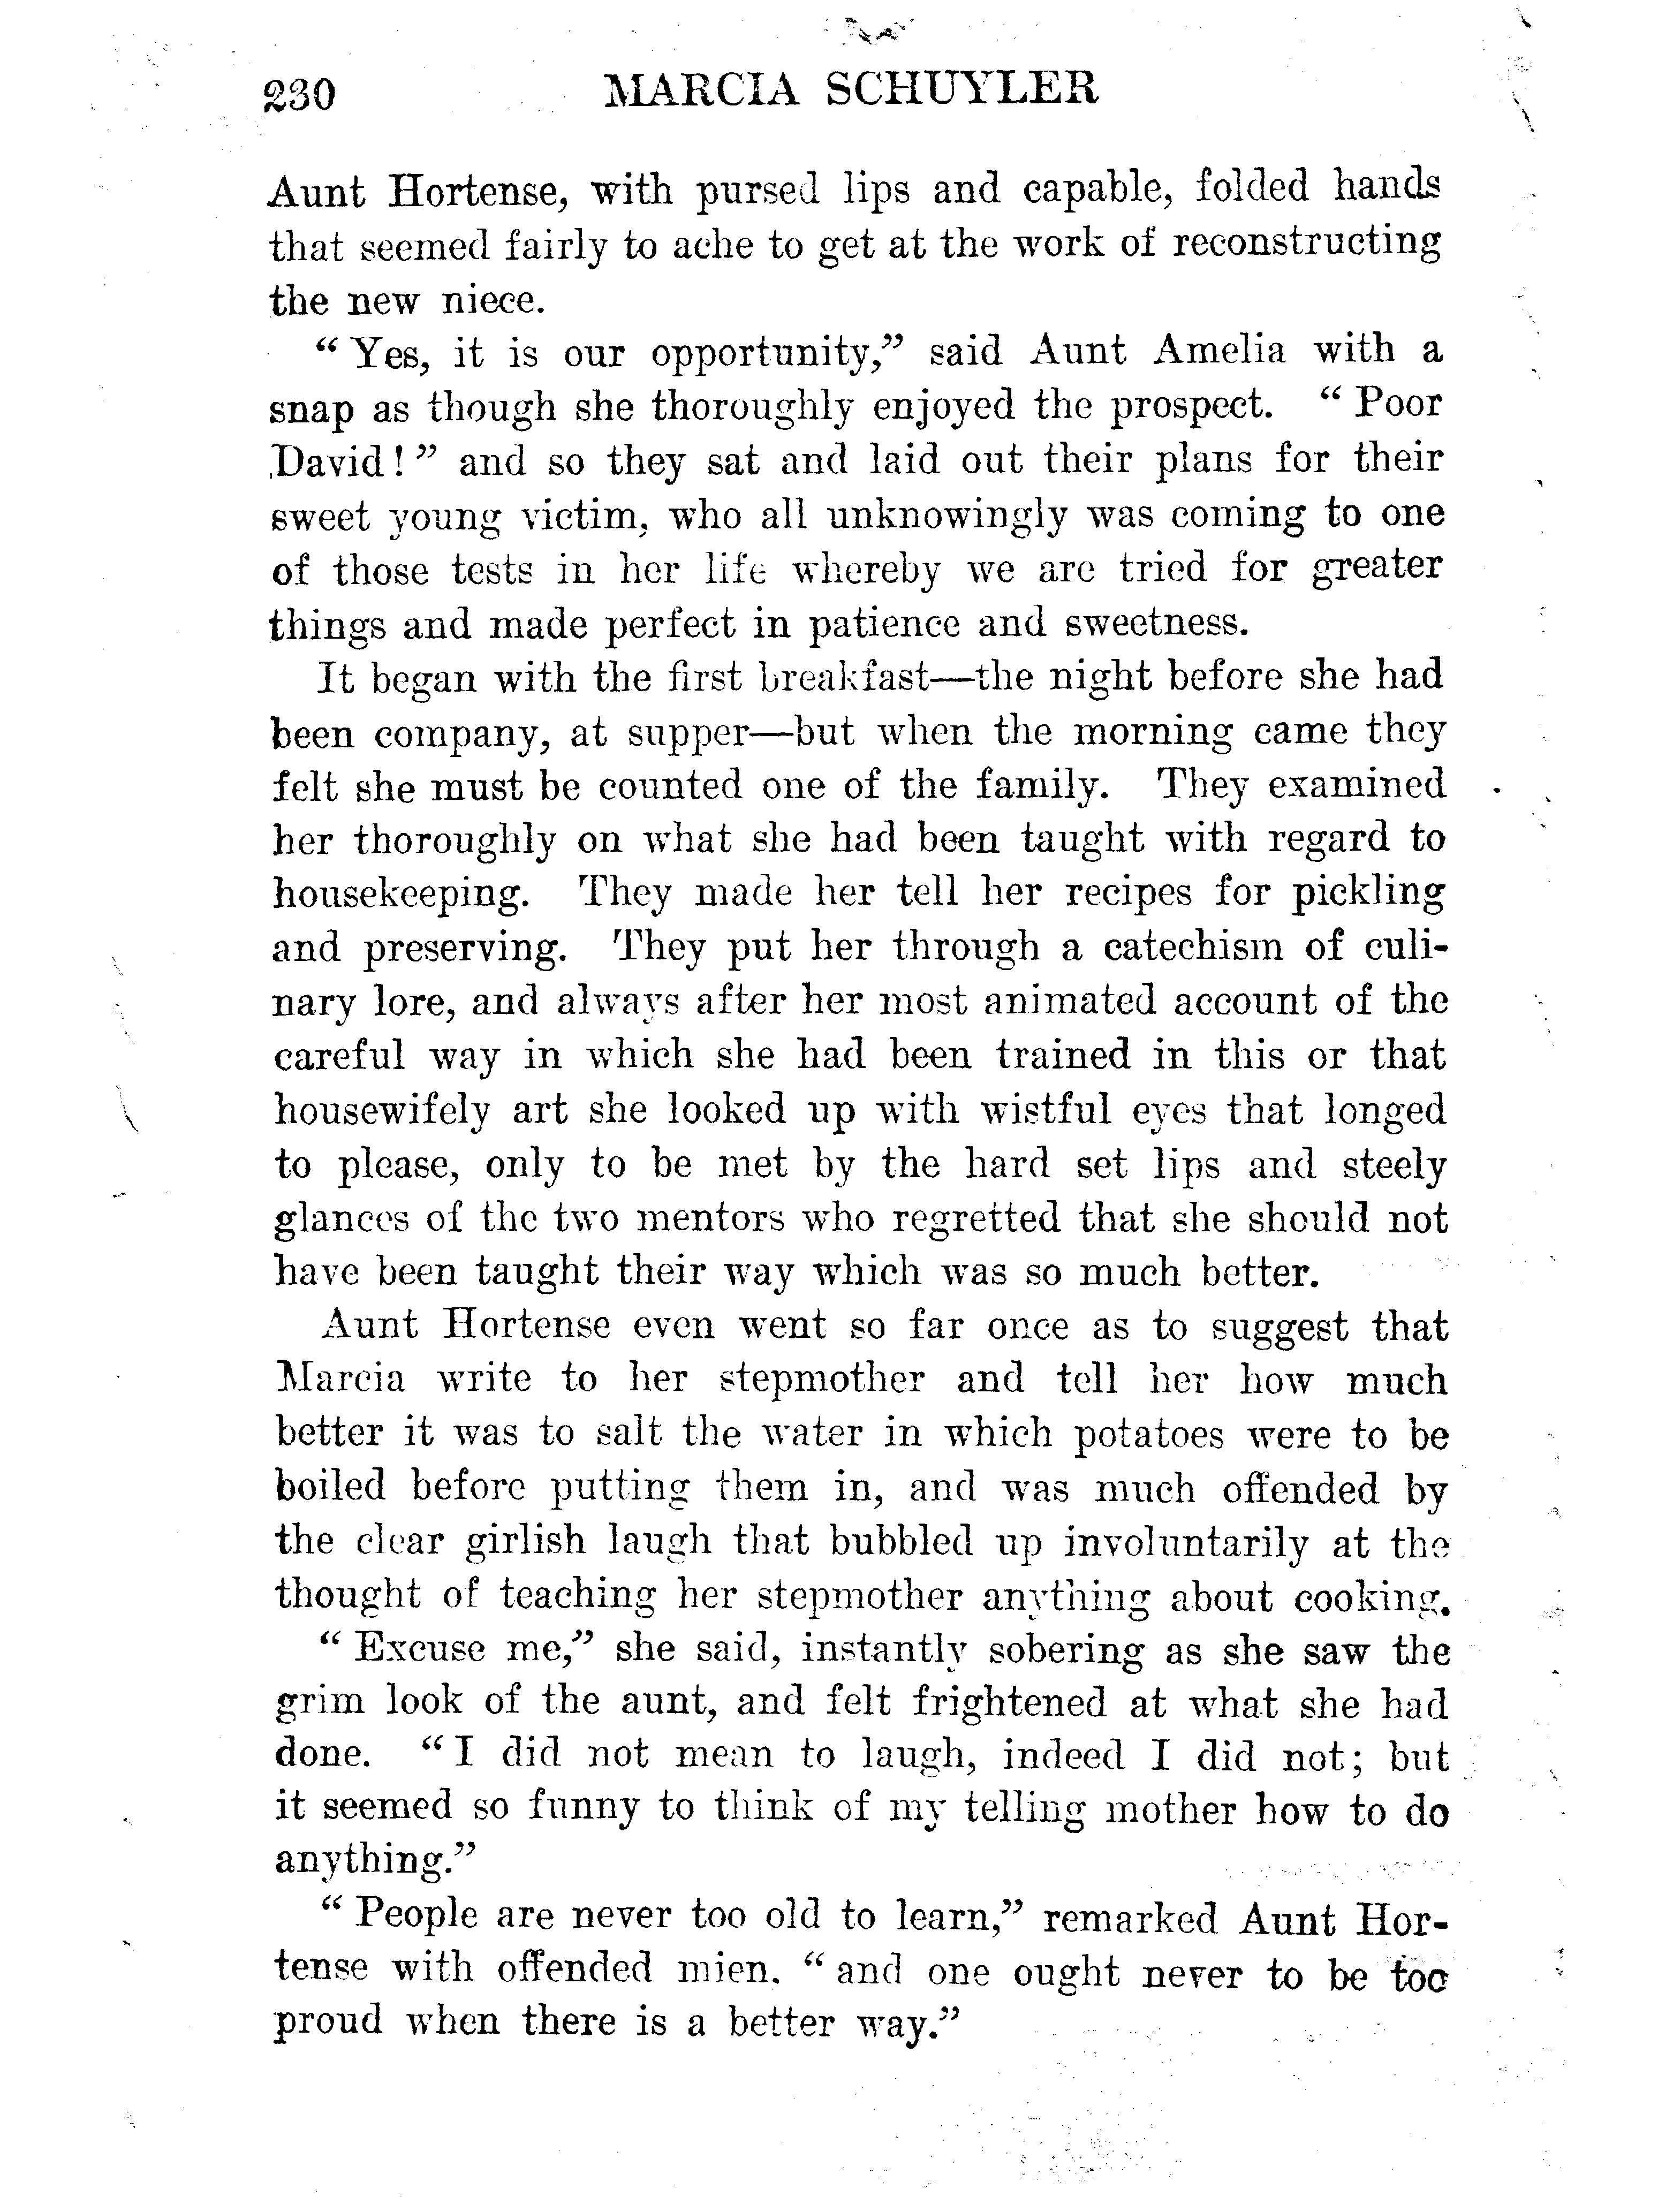 230 MARCIA SCHUYLER
Aunt Hortense, with pursed lips and capable, folded hands
that seemed fairly to ache to get at the work of reconstructing
the new niece.
“Yes, it is our opportunity,” said Aunt Amelia with a
snap as though she thoroughly enjoyed the prospect. “Poor
David!” and so they sat and laid out their plans for their
sweet young victim, who all unknowingly was coming to one
of those tests in her life whereby we are tried for greater
things and made perfect in patience and sweetness.
It began with the first breakfast—the night before she had
been company, at supper—but when the morning came they
felt she must be counted one of the family. They examined
her thoroughly on what she had been taught with regard to
housekeeping. They made her tell her recipes for pickling
and preserving. They put her through a catechism of culi-
nary lore, and always after her most animated account of the
careful way in which she had been trained in this or that
housewifely art she looked up with wistful eyes that longed
to please, only to be met by the hard set lips and steely
glances of the two mentors who regretted that she should not
have been taught their way which was so much better.
Aunt Hortense even went so far once as to suggest that
Marcia write to her stepmother and tell her how much
better it was to salt the water in which potatoes were to be
boiled before putting them in, and was much offended by
the clear girlish laugh that bubbled up involuntarily at the
thought of teaching her stepmother anything about cooking.
“Excuse me,” she said, instantly sobering as she saw the
grim look of the aunt, and felt frightened at what she had
done. “I did not mean to laugh, indeed I did not; but
it seemed so funny to think of my telling mother how to do
anything.”
“People are never too old to learn,” remarked Aunt Hor-
tense with offended mien. “and one ought never to be too
proud when there is a better way.”